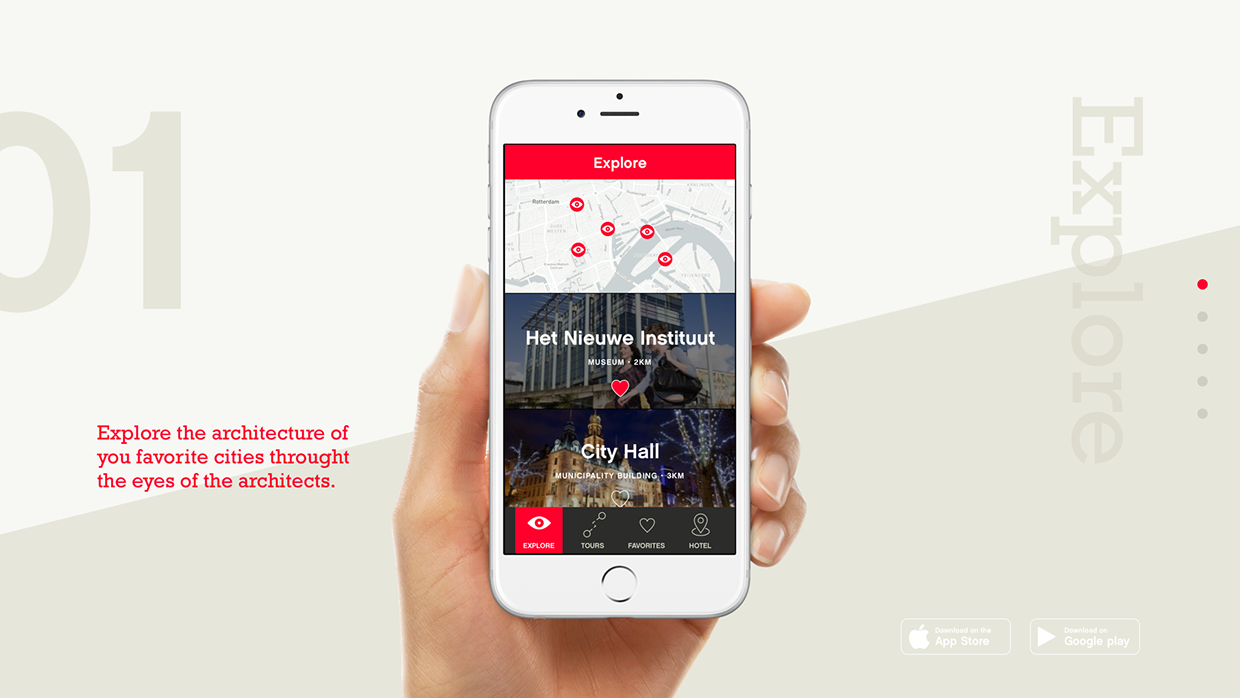 01
Explore
Explore the architecture of
you favorite cities throught
the eyes of the architects.
Explore
Rotterdam
Het Nieuwe Instituut
MUSEUM • 2KM
City Hall
MUNICIPALITY BUILDING • 3KM
EXPLORE
TOURS
FAVORITES
HOTEL
Download on the
App Store
Download on
Google play